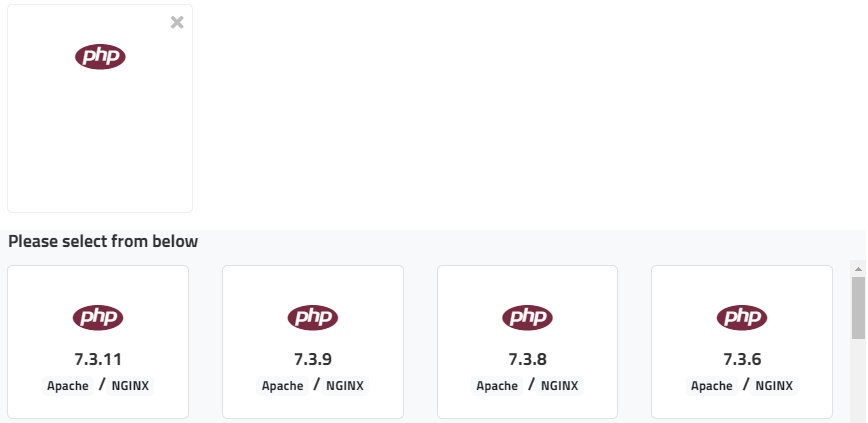 php
Please select from below
php
php
php
php
7.3.11
7.3.9
7.3.8
7.3.6
Apache / NGINX
Apache / NGINX
Apache / NGINX
Apache / NGINX